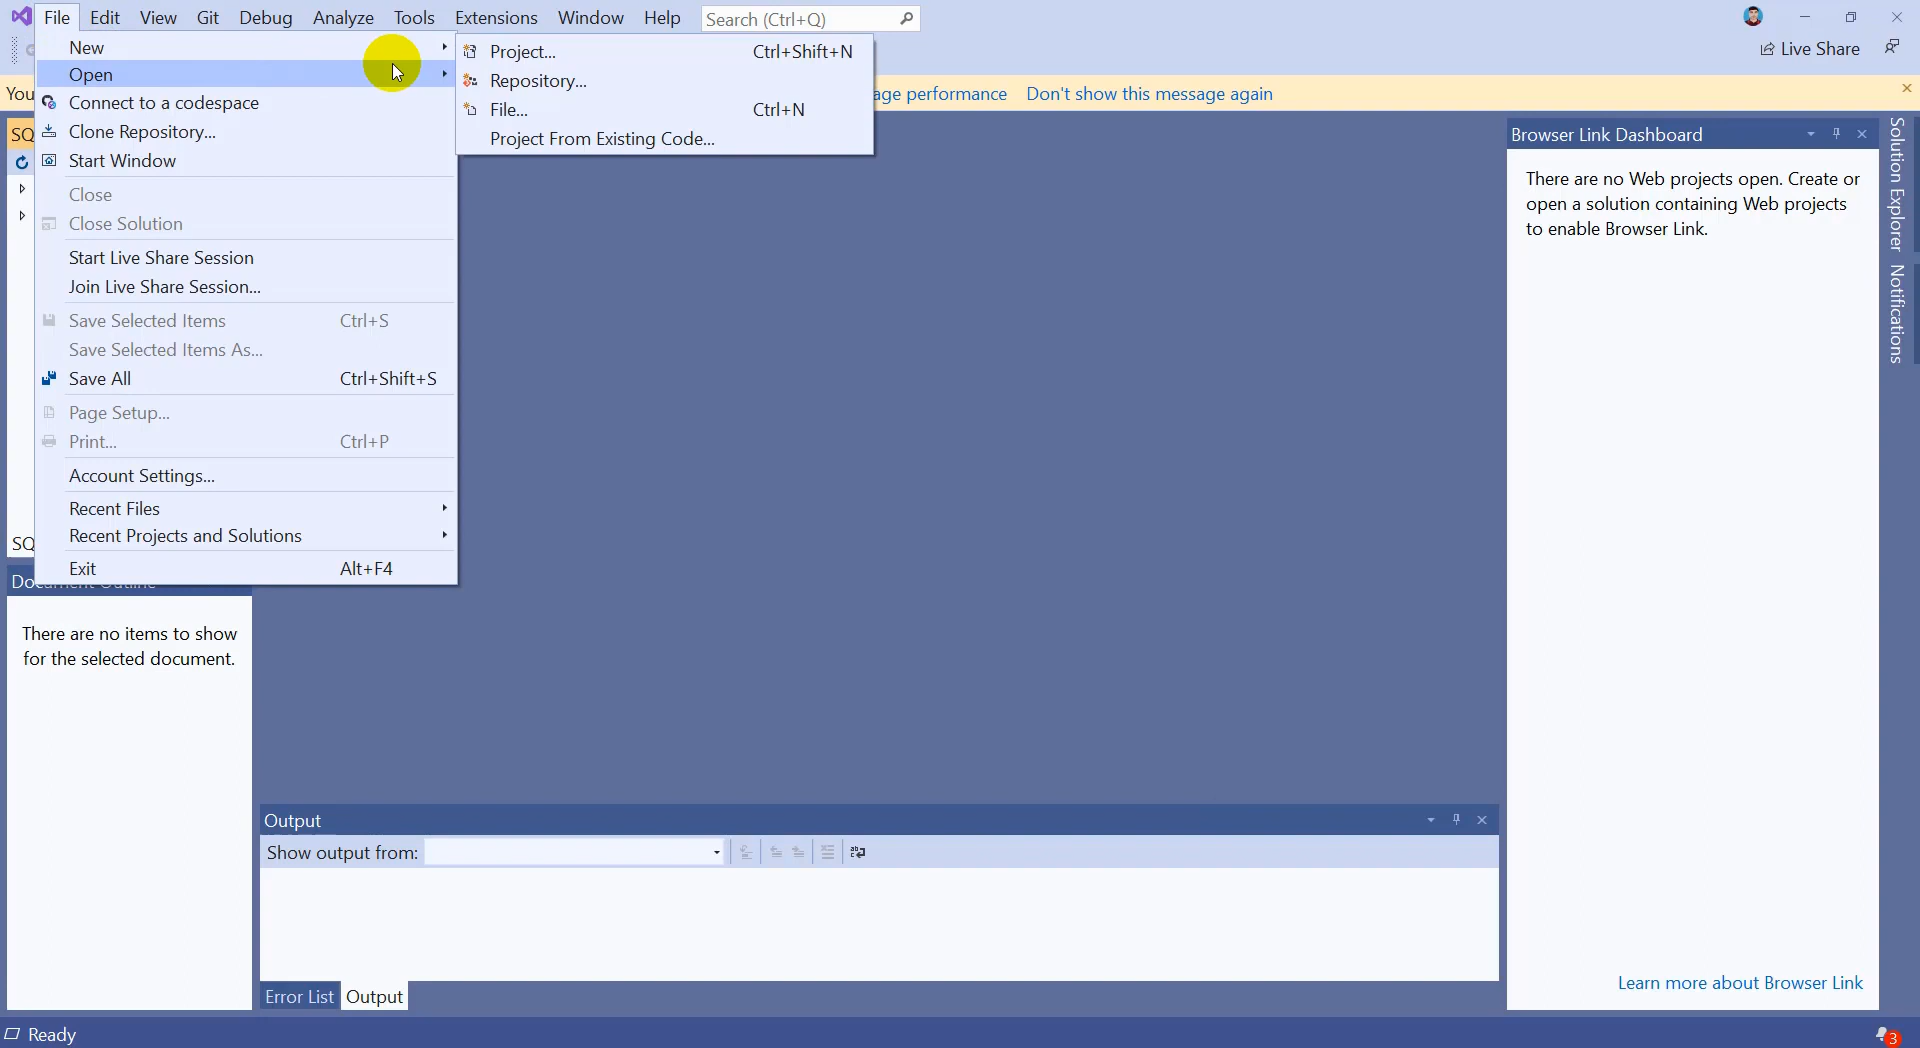 File Edit View Git Debug Analyze Tools Extensions Window Help Search (Ctrl+Q)
Live Share
New
Open
Connect to a codespace
Clone Repository...
Start Window
Close
Close Solution
Start Live Share Session
Join Live Share Session...
Save Selected Items Ctrl+S
Save Selected Items As...
Save All Ctrl+Shift+S
Page Setup...
Print... Ctrl+P
Account Settings...
Recent Files
Recent Projects and Solutions
Exit Alt+F4
Project... Ctrl+Shift+N
Repository...
File... Ctrl+N
Project From Existing Code...
You
age performance Don't show this message again
SQ
SQ
Document Outline
There are no items to show
for the selected document.
Output
Show output from:
Error List Output
Browser Link Dashboard
There are no Web projects open. Create or
open a solution containing Web projects
to enable Browser Link.
Learn more about Browser Link
Solution Explorer
Notifications
Ready
3